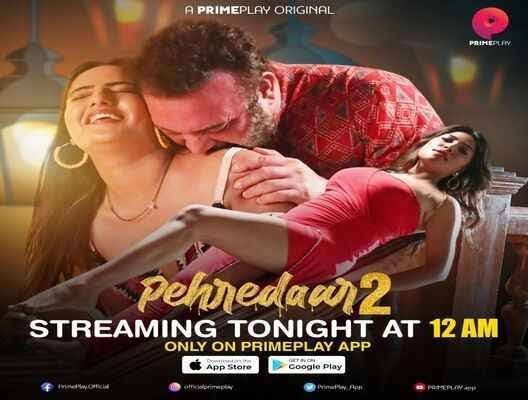 A PRIMEPLAY ORIGINAL
PRIMEPLAY
Pehredaar 2
STREAMING TONIGHT AT 12 AM
ONLY ON PRIMEPLAY APP
Download on the
App Store
GET IN ON
Google Play
PrimePlay.Official
officialprimeplay
PrimePlay_App
PRIMEPLAY app